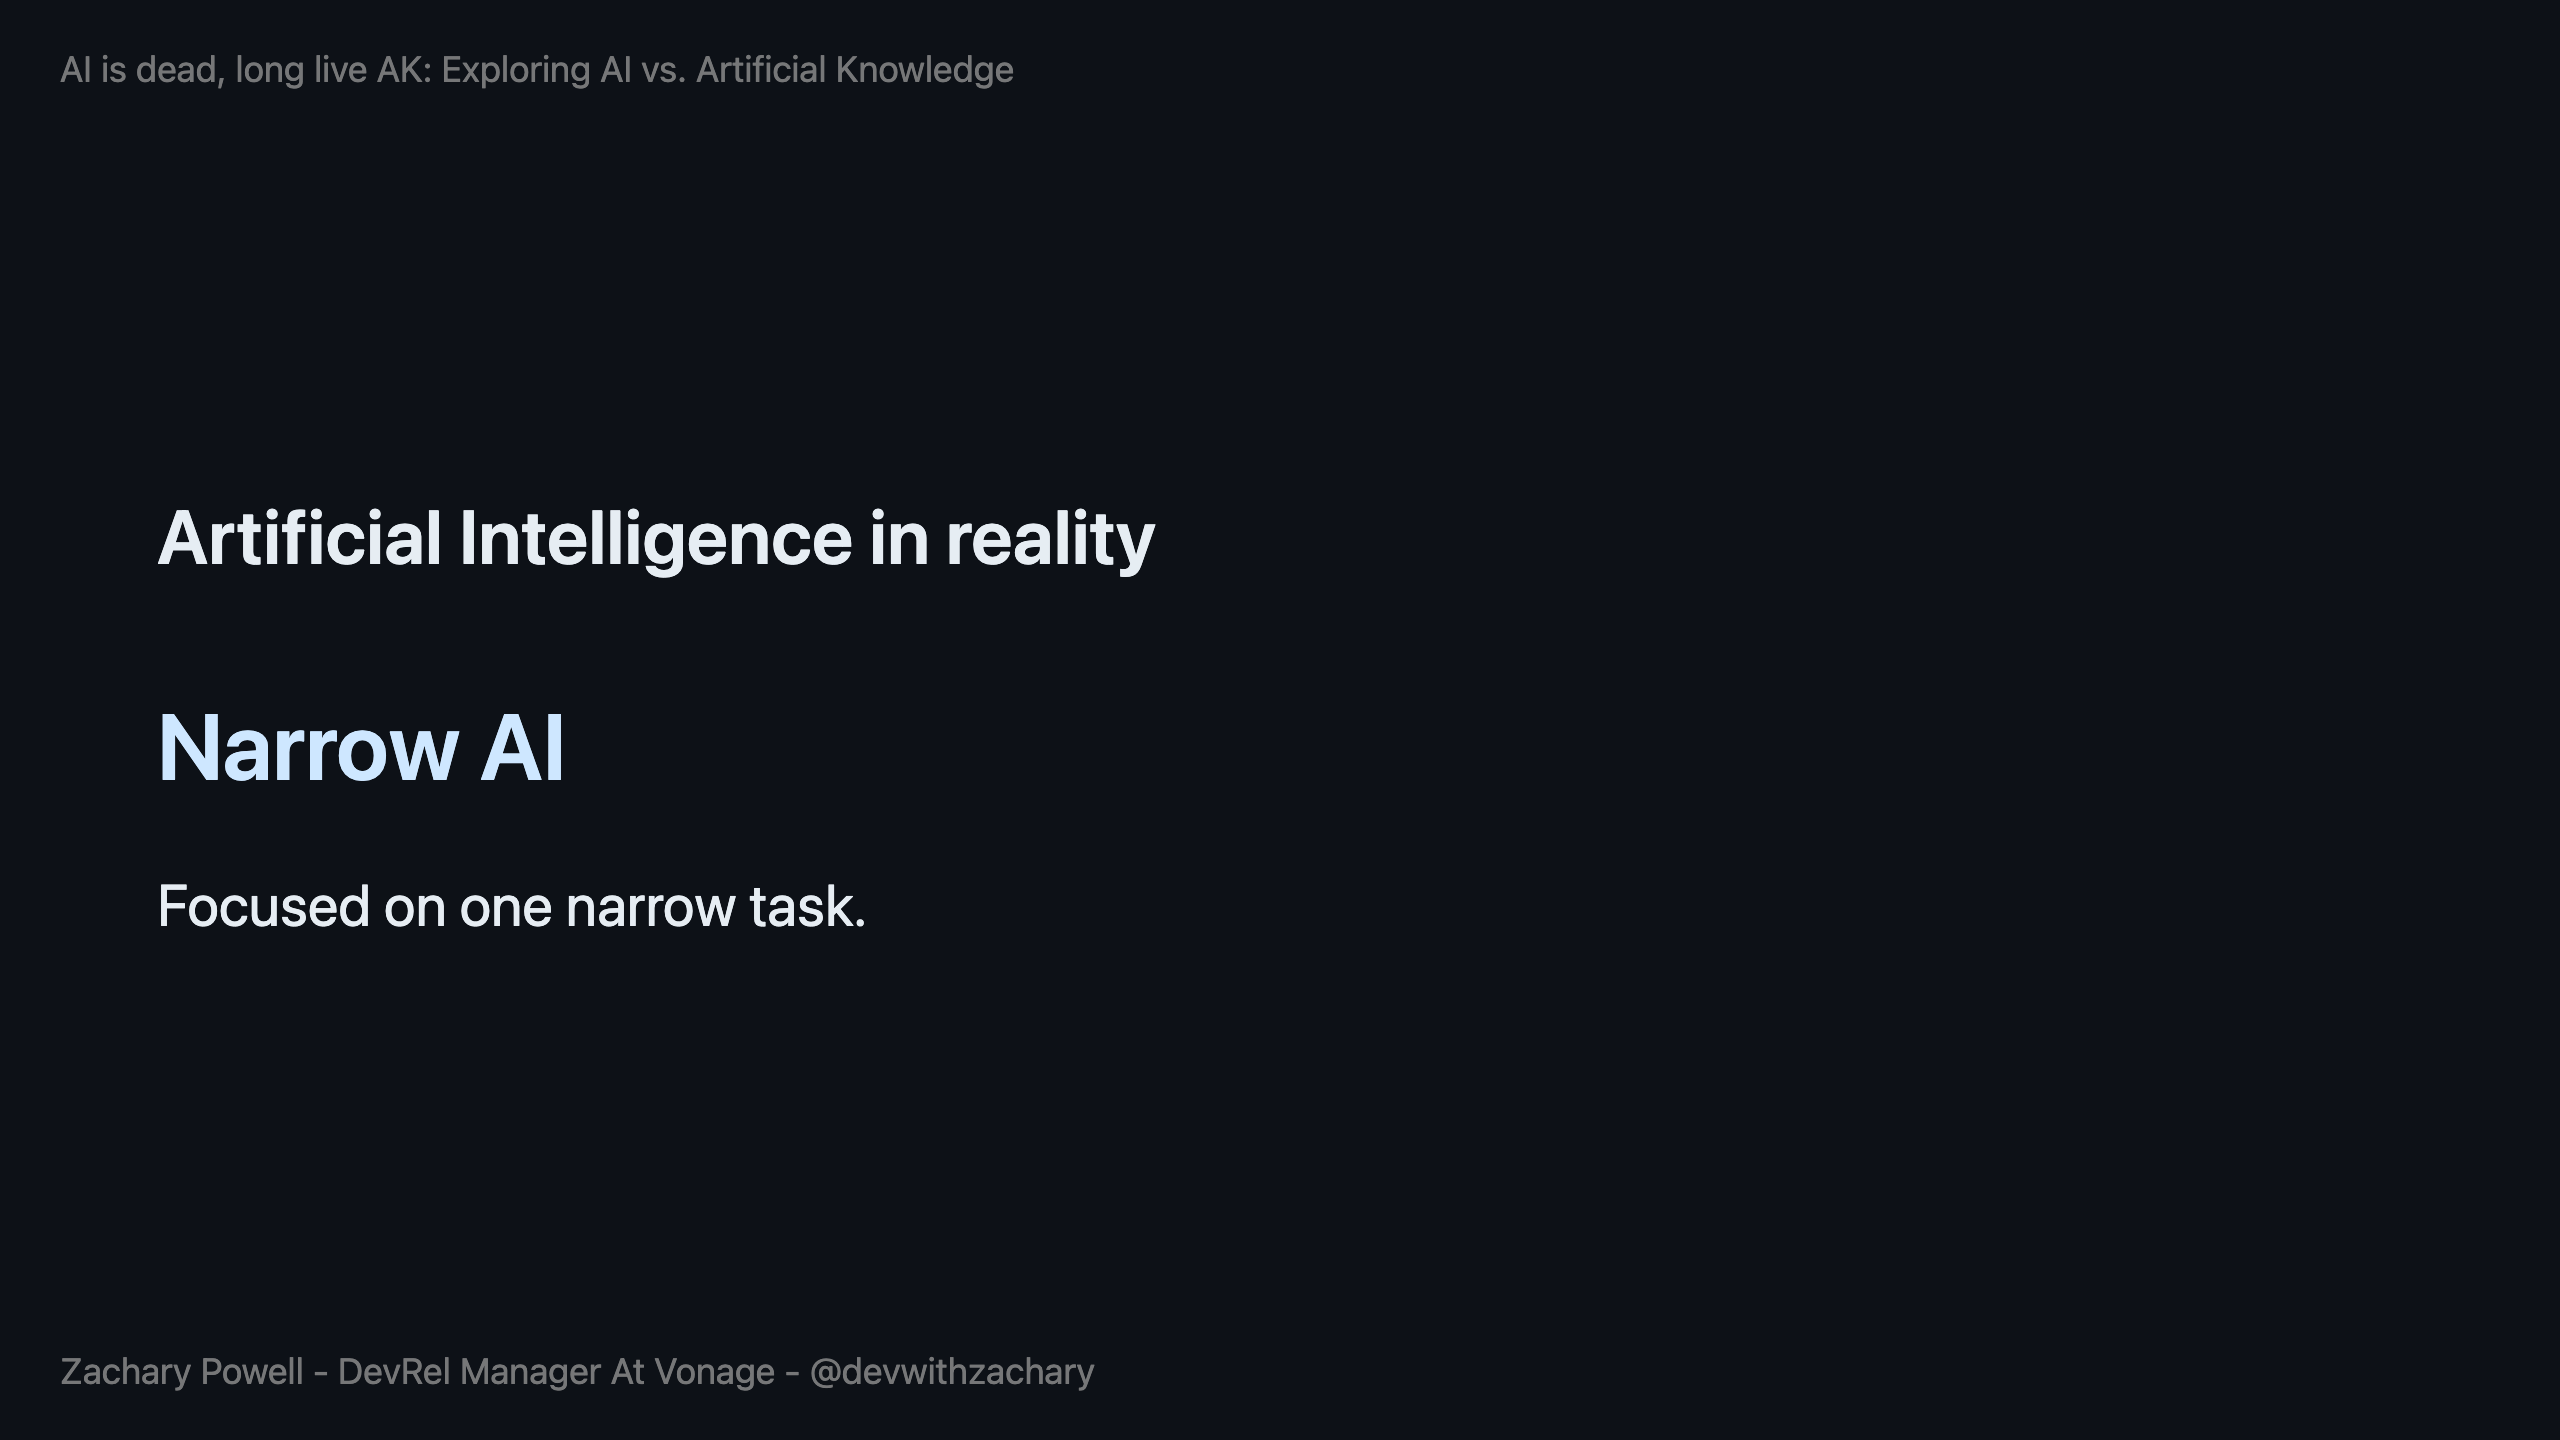 AI is dead, long live AK: Exploring AI vs. Artificial Knowledge
Artificial Intelligence in reality
Narrow AI
Focused on one narrow task.
Zachary Powell - DevRel Manager At Vonage - @devwithzachary